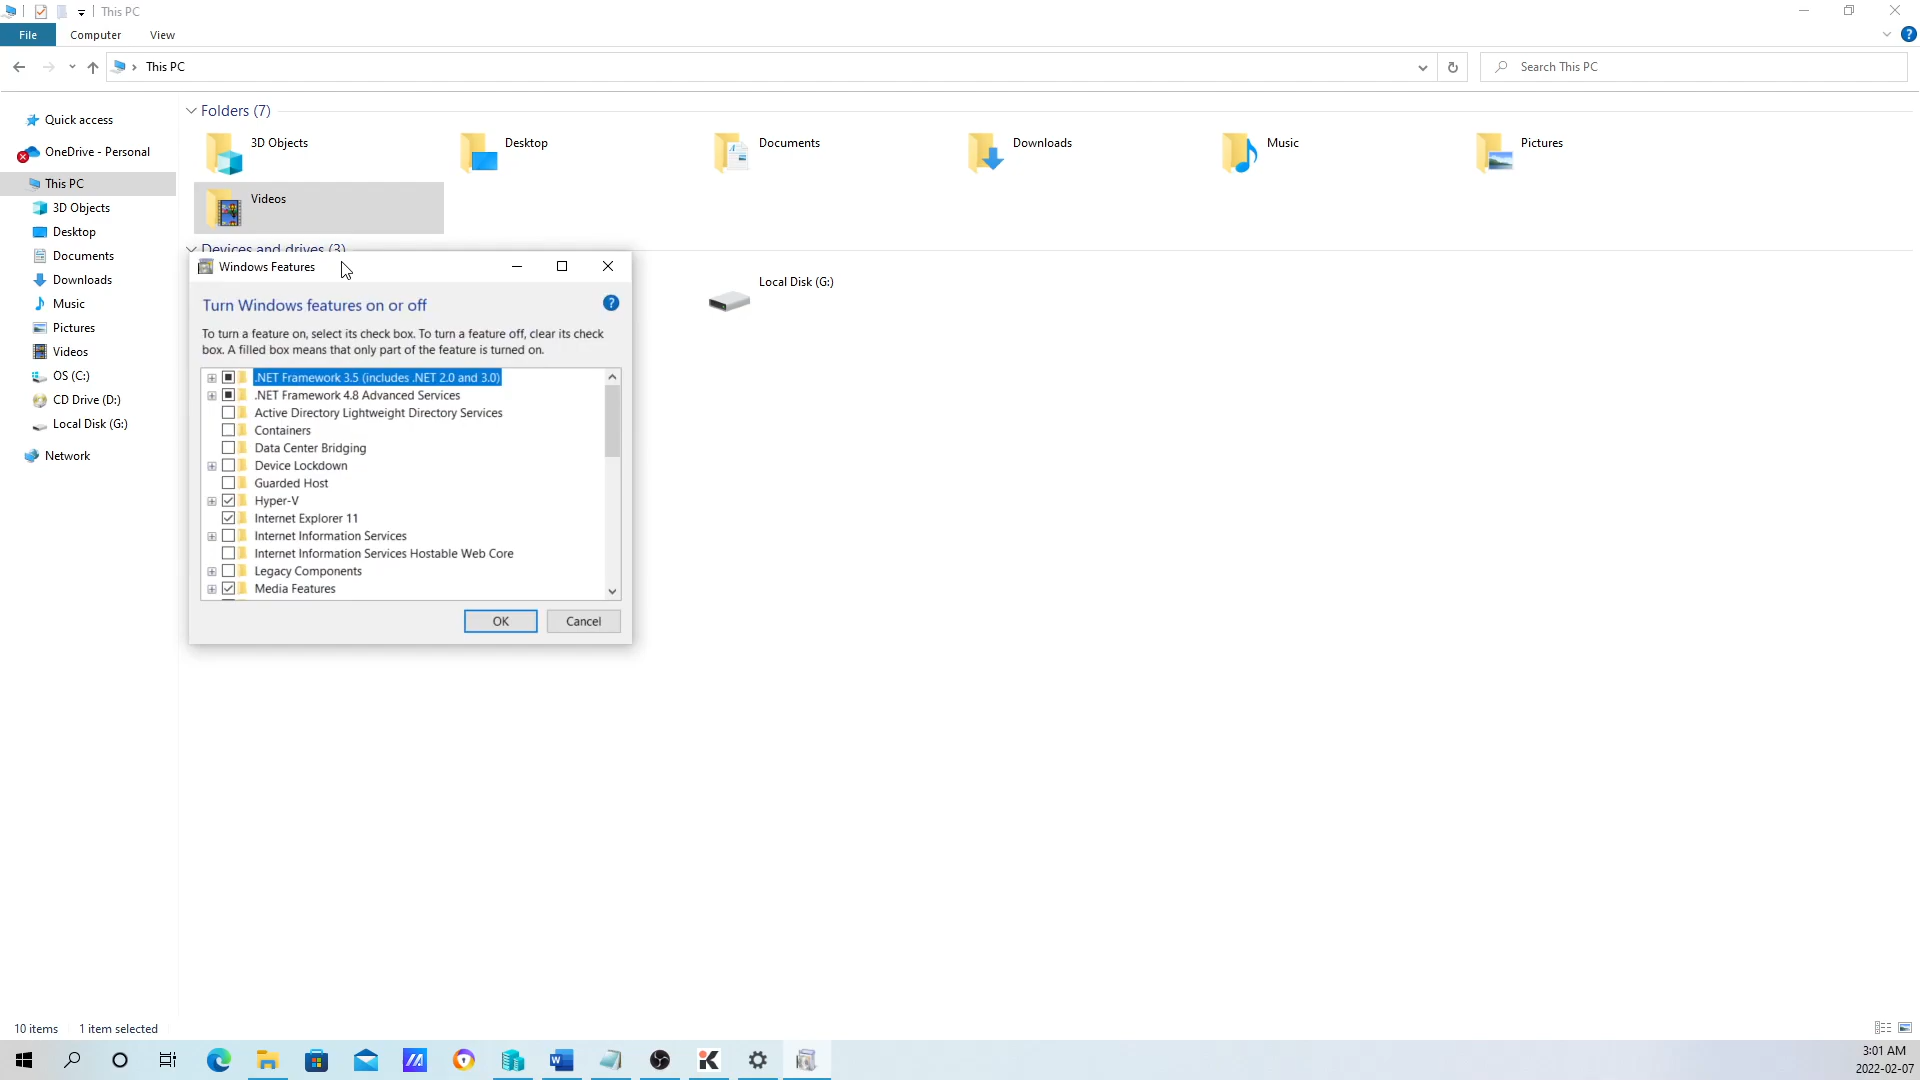 This PC
File
Computer
View
This PC
Search This PC
Quick access
OneDrive - Personal
This PC
3D Objects
Desktop
Documents
Downloads
Music
Pictures
Videos
OS (C:)
CD Drive (D:)
Local Disk (G:)
Network
Folders (7)
3D Objects
Desktop
Documents
Downloads
Music
Pictures
Videos
Devices and drives (3)
Local Disk (G:)
Windows Features
Turn Windows features on or off
To turn a feature on, select its check box. To turn a feature off, clear its check
box. A filled box means that only part of the feature is turned on.
.NET Framework 3.5 (includes .NET 2.0 and 3.0)
.NET Framework 4.8 Advanced Services
Active Directory Lightweight Directory Services
Containers
Data Center Bridging
Device Lockdown
Guarded Host
Hyper-V
Internet Explorer 11
Internet Information Services
Internet Information Services Hostable Web Core
Legacy Components
Media Features
OK
Cancel
10 items
1 item selected
3:01 AM
2022-02-07